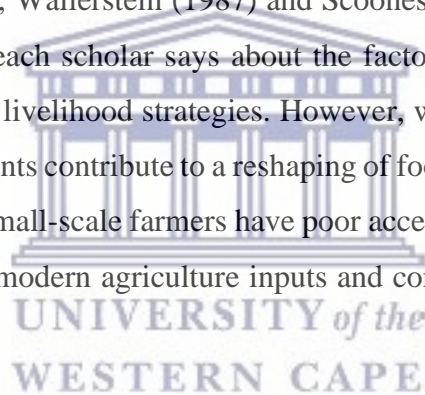 , Wallerstein (1987) and Scoones
each scholar says about the facto
livelihood strategies. However, w
nts contribute to a reshaping of foo
mall-scale farmers have poor acce
modern agriculture inputs and con
UNIVERSITY of the
WESTERN CAPE